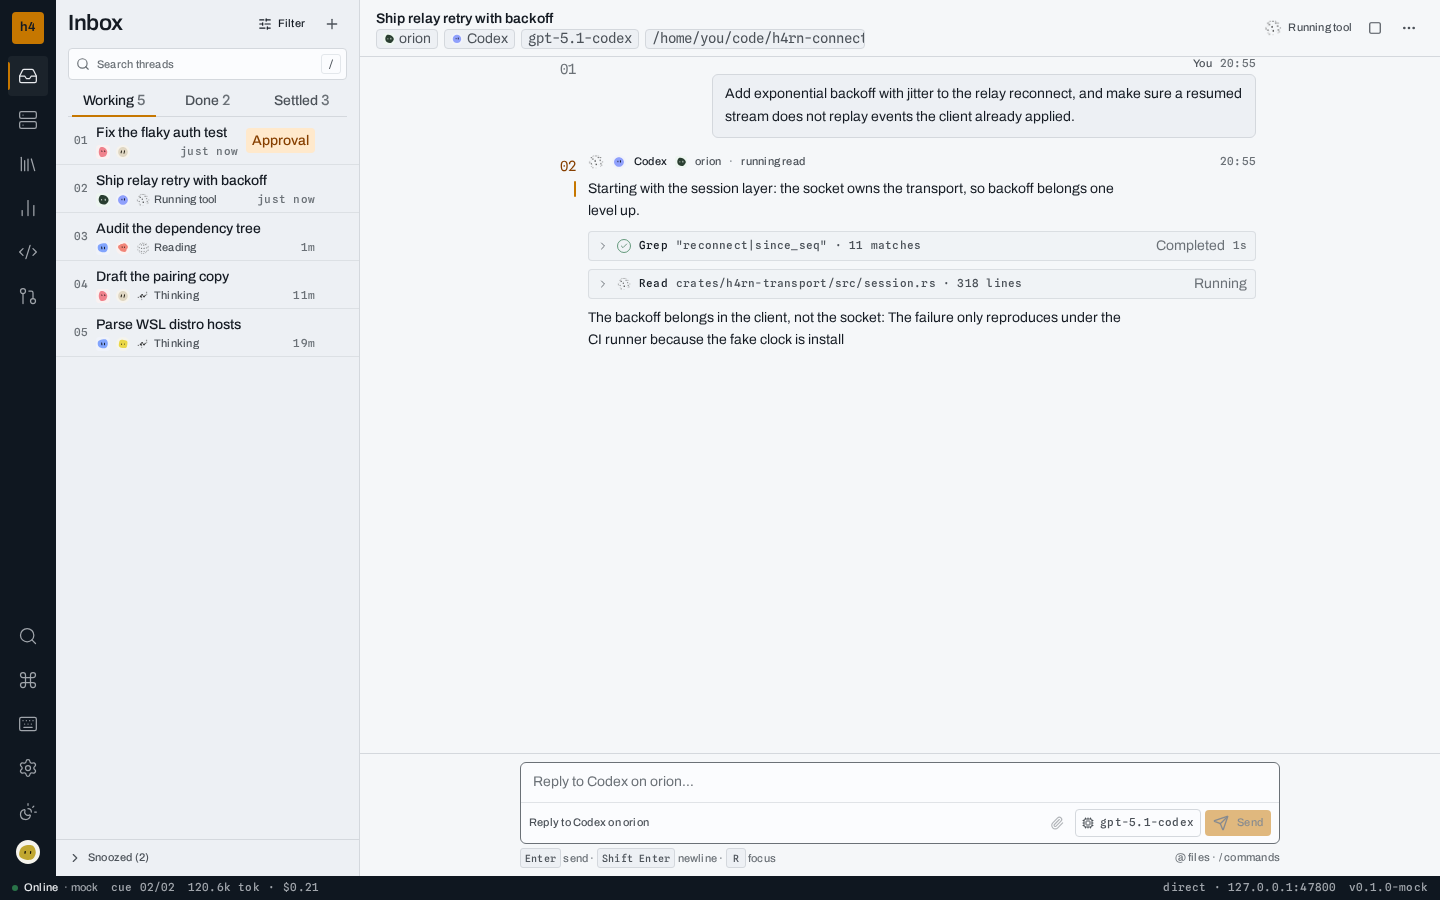 h4
Inbox
Filter
Search threads
/
Working 5
Done 2
Settled 3
01
Fix the flaky auth test
just now
Approval
02
Ship relay retry with backoff
Running tool
just now
03
Audit the dependency tree
Reading
1m
04
Draft the pairing copy
Thinking
11m
05
Parse WSL distro hosts
Thinking
19m
Snoozed (2)
Ship relay retry with backoff
orion
Codex
gpt-5.1-codex
/home/you/code/h4rn-connect
Running tool
01
You 20:55
Add exponential backoff with jitter to the relay reconnect, and make sure a resumed
stream does not replay events the client already applied.
02
Codex orion · running read
20:55
Starting with the session layer: the socket owns the transport, so backoff belongs one
level up.
Grep "reconnect|since_seq" · 11 matches
Completed 1s
Read crates/h4rn-transport/src/session.rs · 318 lines
Running
The backoff belongs in the client, not the socket: The failure only reproduces under the
CI runner because the fake clock is install
Reply to Codex on orion...
Reply to Codex on orion
gpt-5.1-codex
Send
Enter send · Shift Enter newline · R focus
@ files · / commands
Online · mock cue 02/02 120.6k tok · $0.21
direct · 127.0.0.1:47800 v0.1.0-mock